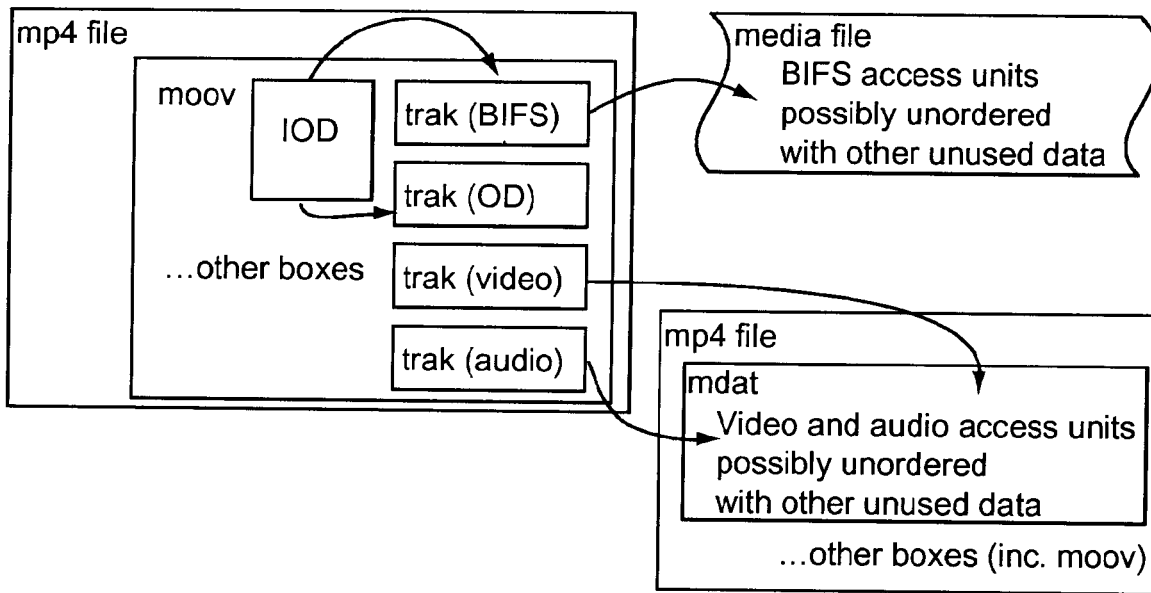 mp4 file
moov
IOD
trak (BIFS)
trak (OD)
…other boxes
trak (video)
trak (audio)
media file
BIFS access units
possibly unordered
with other unused data
mp4 file
mdat
Video and audio access units
possibly unordered
with other unused data
…other boxes (inc. moov)